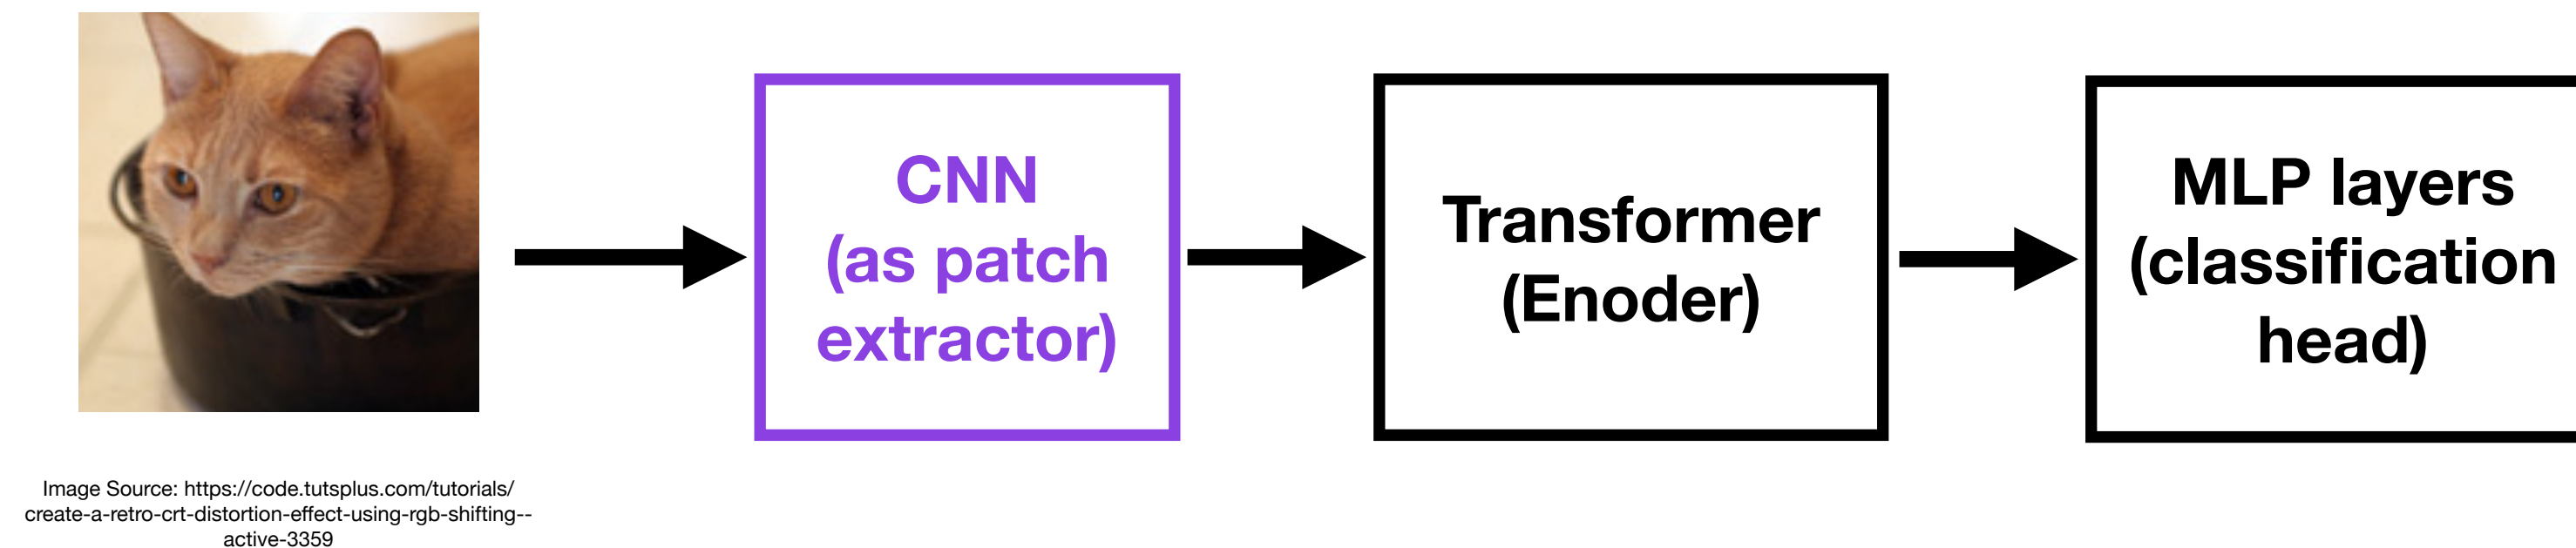 CNN
(as patch
extractor)
Transformer
(Enoder)
MLP layers
(classification
head)
Image Source: https://code.tutsplus.com/tutorials/
create-a-retro-crt-distortion-effect-using-rgb-shifting--
active-3359